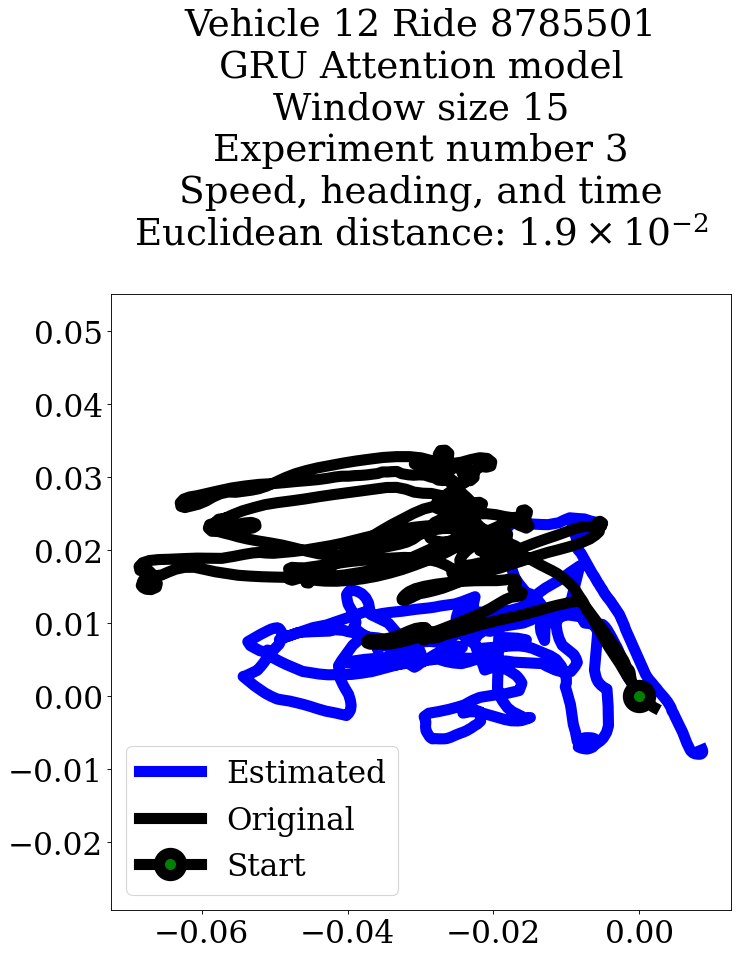 Vehicle 12 Ride 8785501
GRU Attention model
Window size 15
Experiment number 3
Speed, heading, and time
Euclidean distance: 1.9 × 10⁻²
0.05
0.04
0.03
0.02
0.01
0.00
−0.01
−0.02
Estimated
Original
Start
−0.06 −0.04 −0.02 0.00